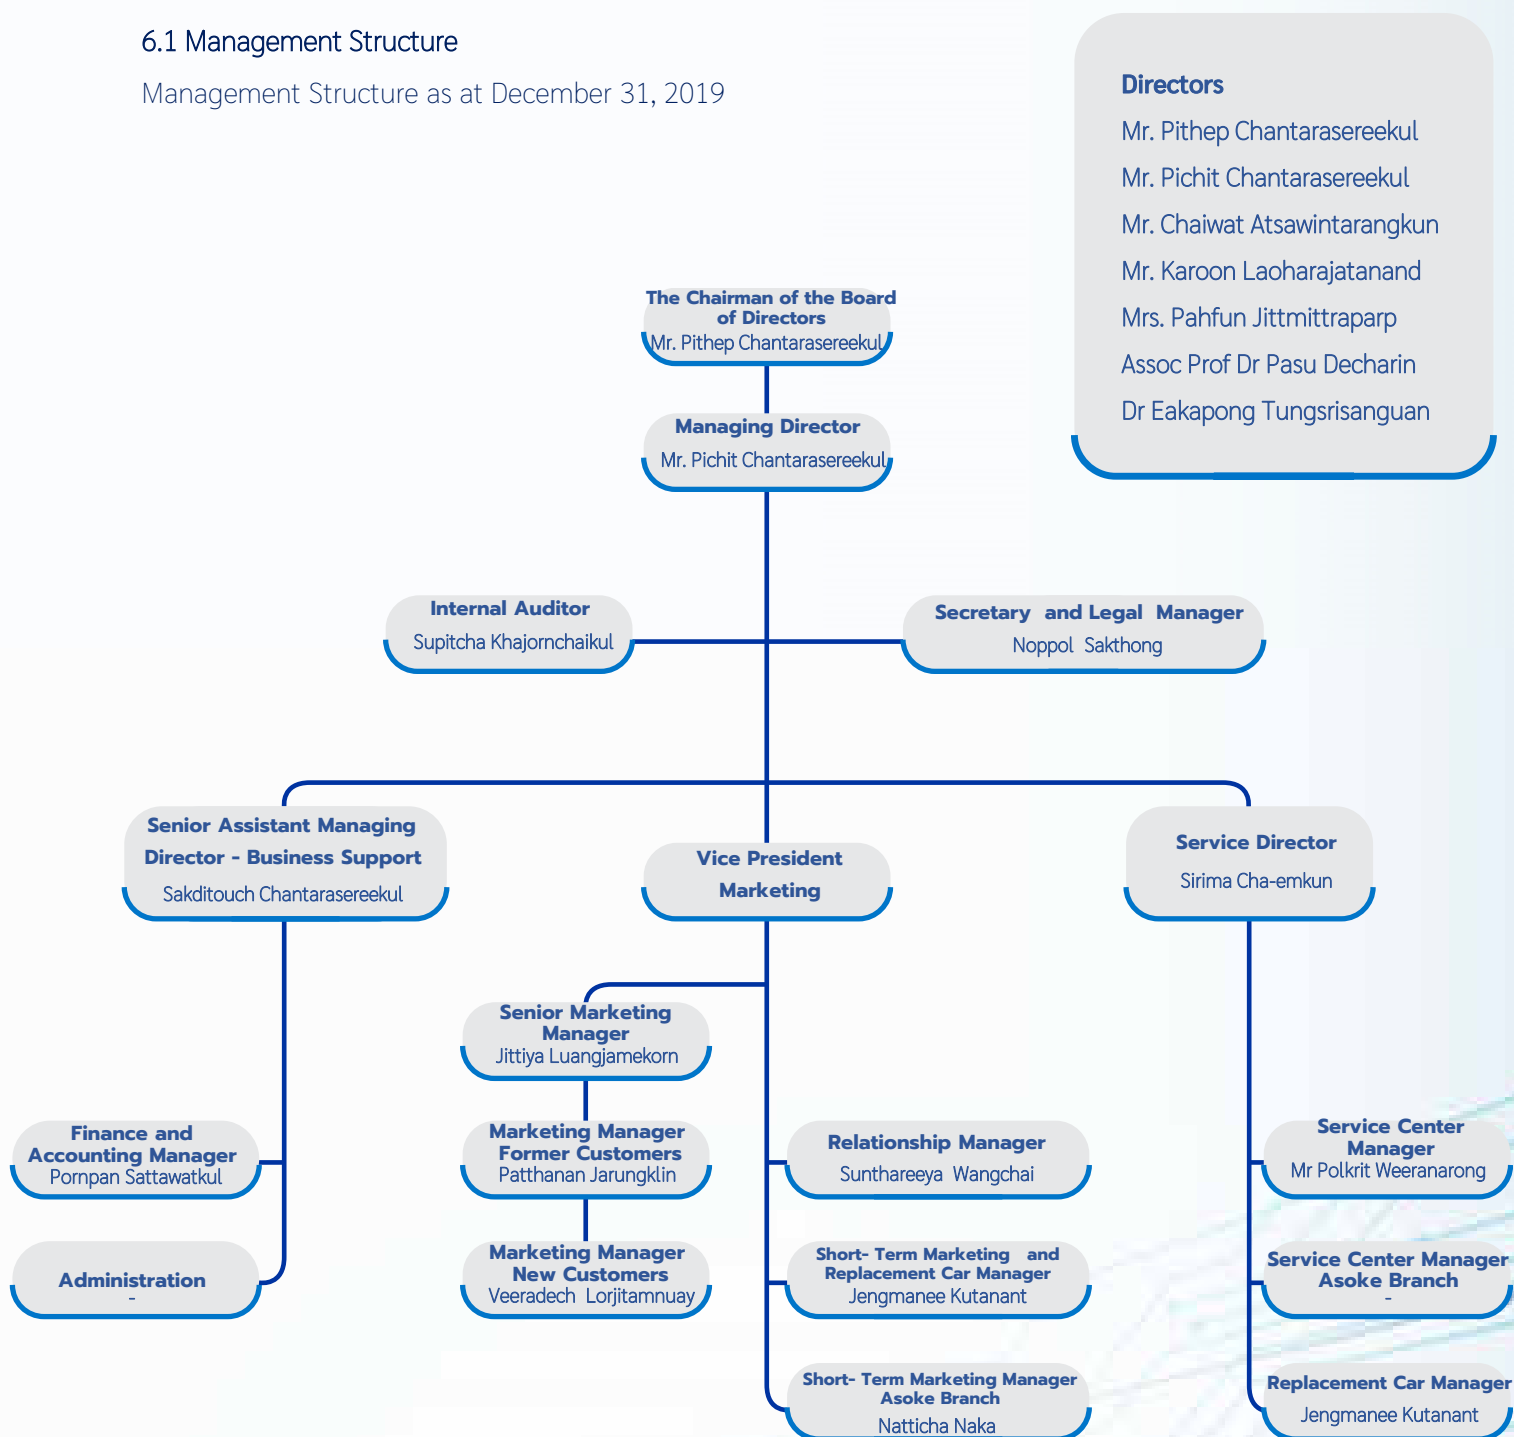 6.1 Management Structure
Management Structure as at December 31, 2019
Directors
Mr. Pithep Chantarasereekul
Mr. Pichit Chantarasereekul
Mr. Chaiwat Atsawintarangkun
Mr. Karoon Laoharajatanand
Mrs. Pahfun Jittmittraparp
Assoc Prof Dr Pasu Decharin
Dr Eakapong Tungsrisanguan
The Chairman of the Board
of Directors
Mr. Pithep Chantarasereekul
Managing Director
Mr. Pichit Chantarasereekul
Internal Auditor
Supitcha Khajornchaikul
Secretary and Legal Manager
Noppol Sakthong
Senior Assistant Managing
Director - Business Support
Sakditouch Chantarasereekul
Vice President
Marketing
Service Director
Sirima Cha-emkun
Senior Marketing
Manager
Jittiya Luangjamekorn
Finance and
Accounting Manager
Pornpan Sattawatkul
Marketing Manager
Former Customers
Patthanan Jarungklin
Relationship Manager
Sunthareeya Wangchai
Service Center
Manager
Mr Polkrit Weeranarong
Administration
-
Marketing Manager
New Customers
Veeradech Lorjitamnuay
Short- Term Marketing and
Replacement Car Manager
Jengmanee Kutanant
Service Center Manager
Asoke Branch
-
Short- Term Marketing Manager
Asoke Branch
Natticha Naka
Replacement Car Manager
Jengmanee Kutanant